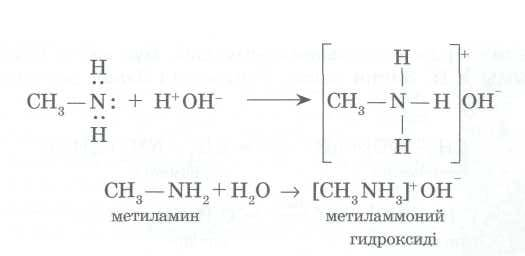 H H
CH₃—N: + H⁺OH⁻ ⟶ [CH₃—N—H]⁺OH⁻
H H
CH₃—NH₂+H₂O → [CH₃NH₃]⁺OH⁻
метиламин метиламмоний
гидроксиді